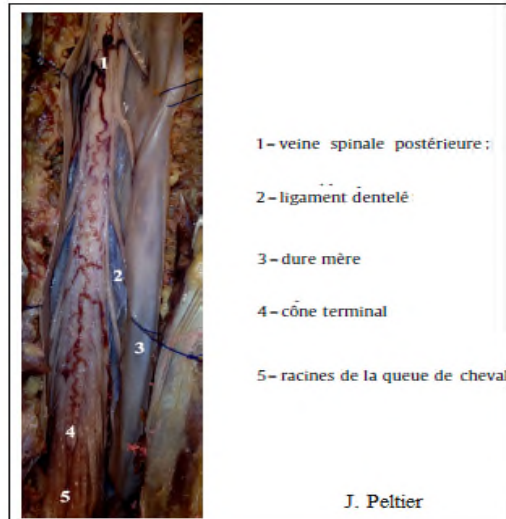 1
2
3
4
5
1– veine spinale postérieure ;
2– ligament dentelé
3– dure mère
4– cône terminal
5– racines de la queue de cheval
J. Peltier